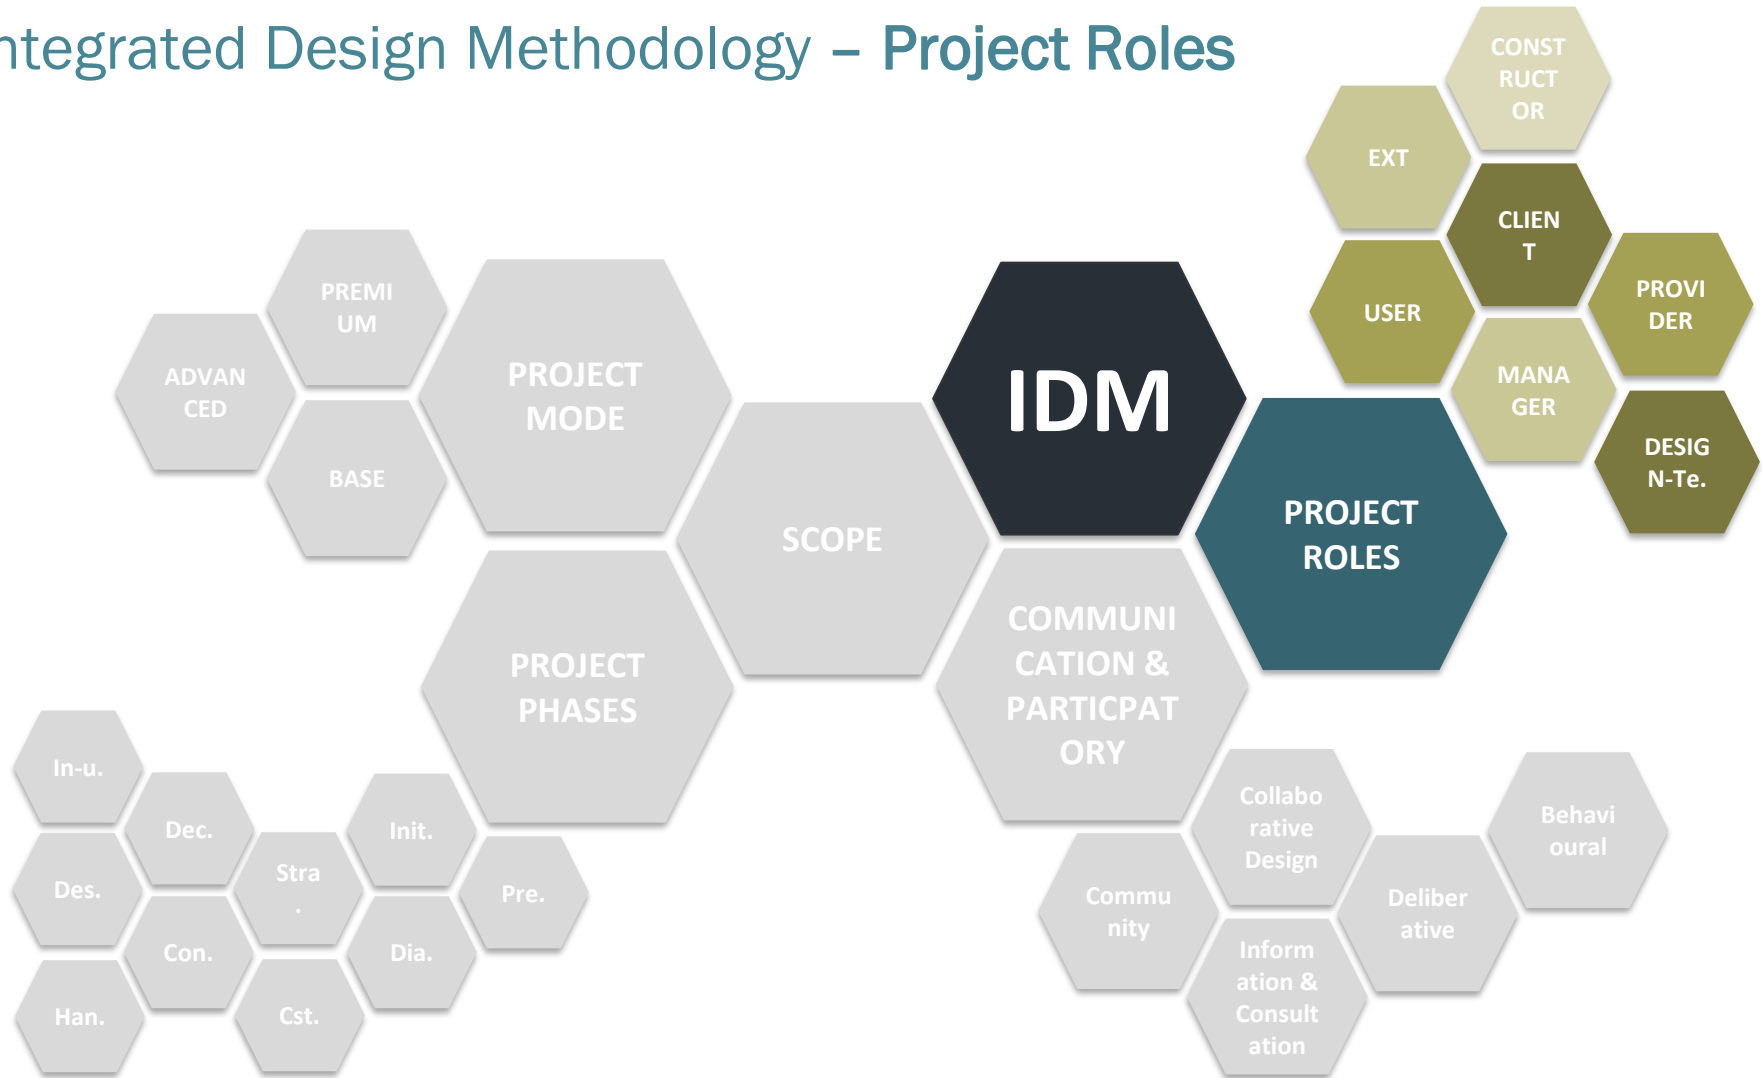 ntegrated Design Methodology – Project Roles
CONST
RUCT
OR
EXT
CLIEN
T
USER
PROVI
DER
MANA
GER
DESIG
N-Te.
PREMI
UM
ADVAN
CED
BASE
PROJECT
MODE
IDM
PROJECT
ROLES
SCOPE
PROJECT
PHASES
COMMUNI
CATION &
PARTICPAT
ORY
In-u.
Dec.
Init.
Des.
Stra
.
Pre.
Con.
Dia.
Han.
Cst.
Collabo
rative
Design
Behavi
oural
Commu
nity
Deliber
ative
Inform
ation &
Consult
ation